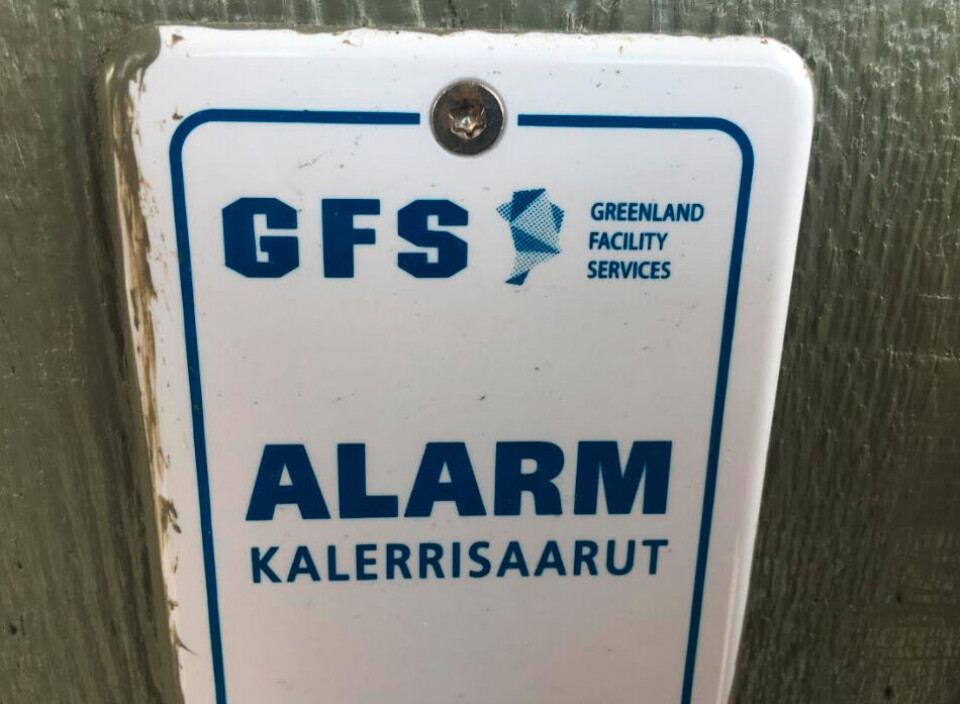 GFS
GREENLAND
FACILITY
SERVICES
ALARM
KALERRISAARUT